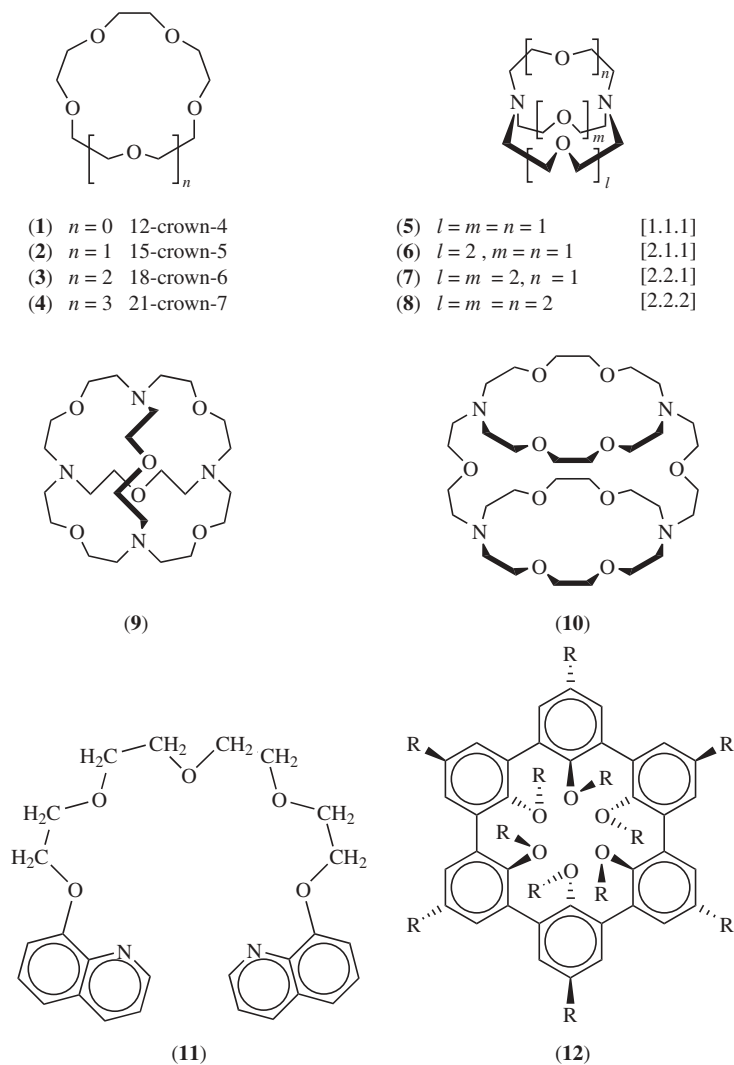 O O
O O
O
n
O n
N N
O m
O
l
(1) n = 0 12-crown-4
(2) n = 1 15-crown-5
(3) n = 2 18-crown-6
(4) n = 3 21-crown-7
(5) l = m = n = 1 [1.1.1]
(6) l = 2 , m = n = 1 [2.1.1]
(7) l = m = 2, n = 1 [2.2.1]
(8) l = m = n = 2 [2.2.2]
O N O
O
N N
O
O N O
(9)
O O
N N
O O
O O
O O
N N
O O
(10)
H2C CH2 CH2 CH2
O
O O
H2C CH2
H2C CH2
O O
N N
(11)
R
R R
R R
O O
O O
R R
O O
O
R R
R R
R
(12)